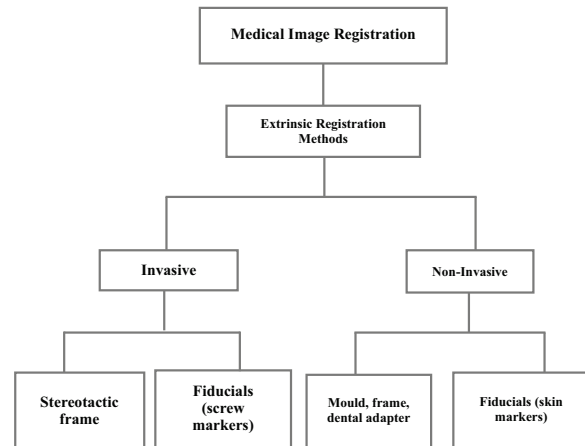 Medical Image Registration
Extrinsic Registration
Methods
Invasive
Non-Invasive
Stereotactic
frame
Fiducials
(screw
markers)
Mould, frame,
dental adapter
Fiducials (skin
markers)